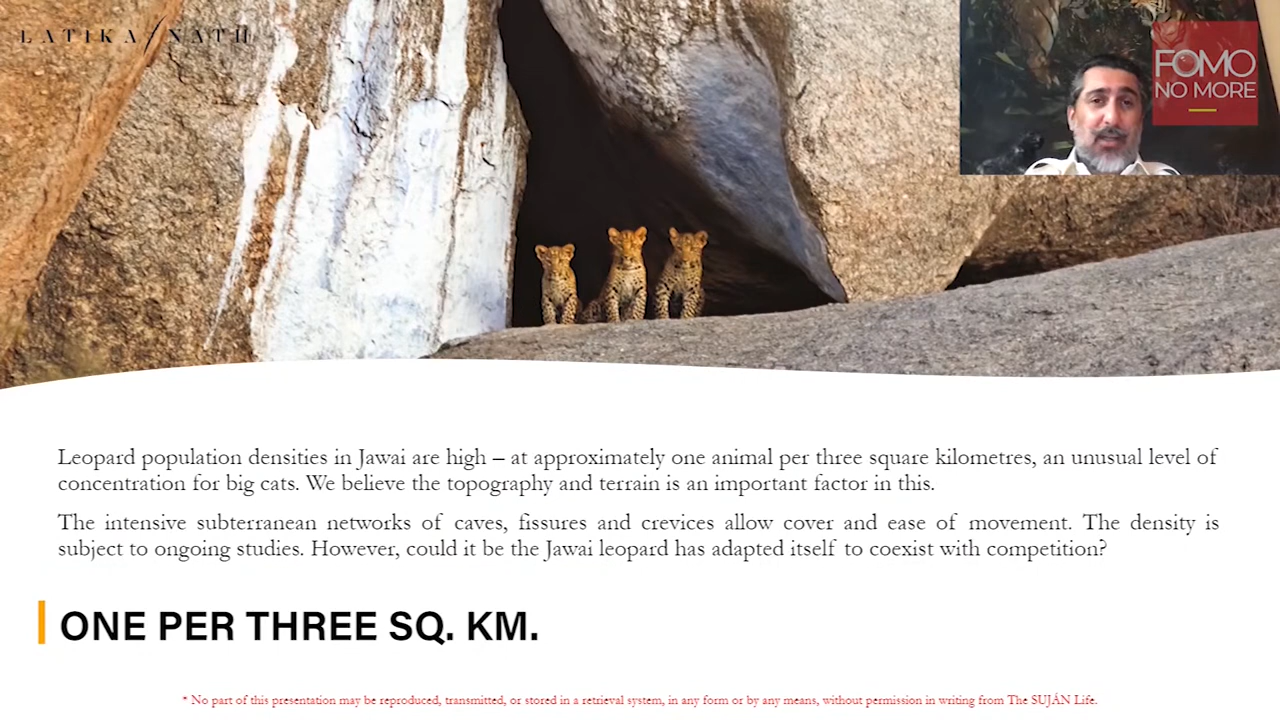 LATIKA NATH
FOMO
NO MORE
Leopard population densities in Jawai are high – at approximately one animal per three square kilometres, an unusual level of
concentration for big cats. We believe the topography and terrain is an important factor in this.
The intensive subterranean networks of caves, fissures and crevices allow cover and ease of movement. The density is
subject to ongoing studies. However, could it be the Jawai leopard has adapted itself to coexist with competition?
ONE PER THREE SQ. KM.
* No part of this presentation may be reproduced, transmitted, or stored in a retrieval system, in any form or by any means, without permission in writing from The SUJÁN Life.